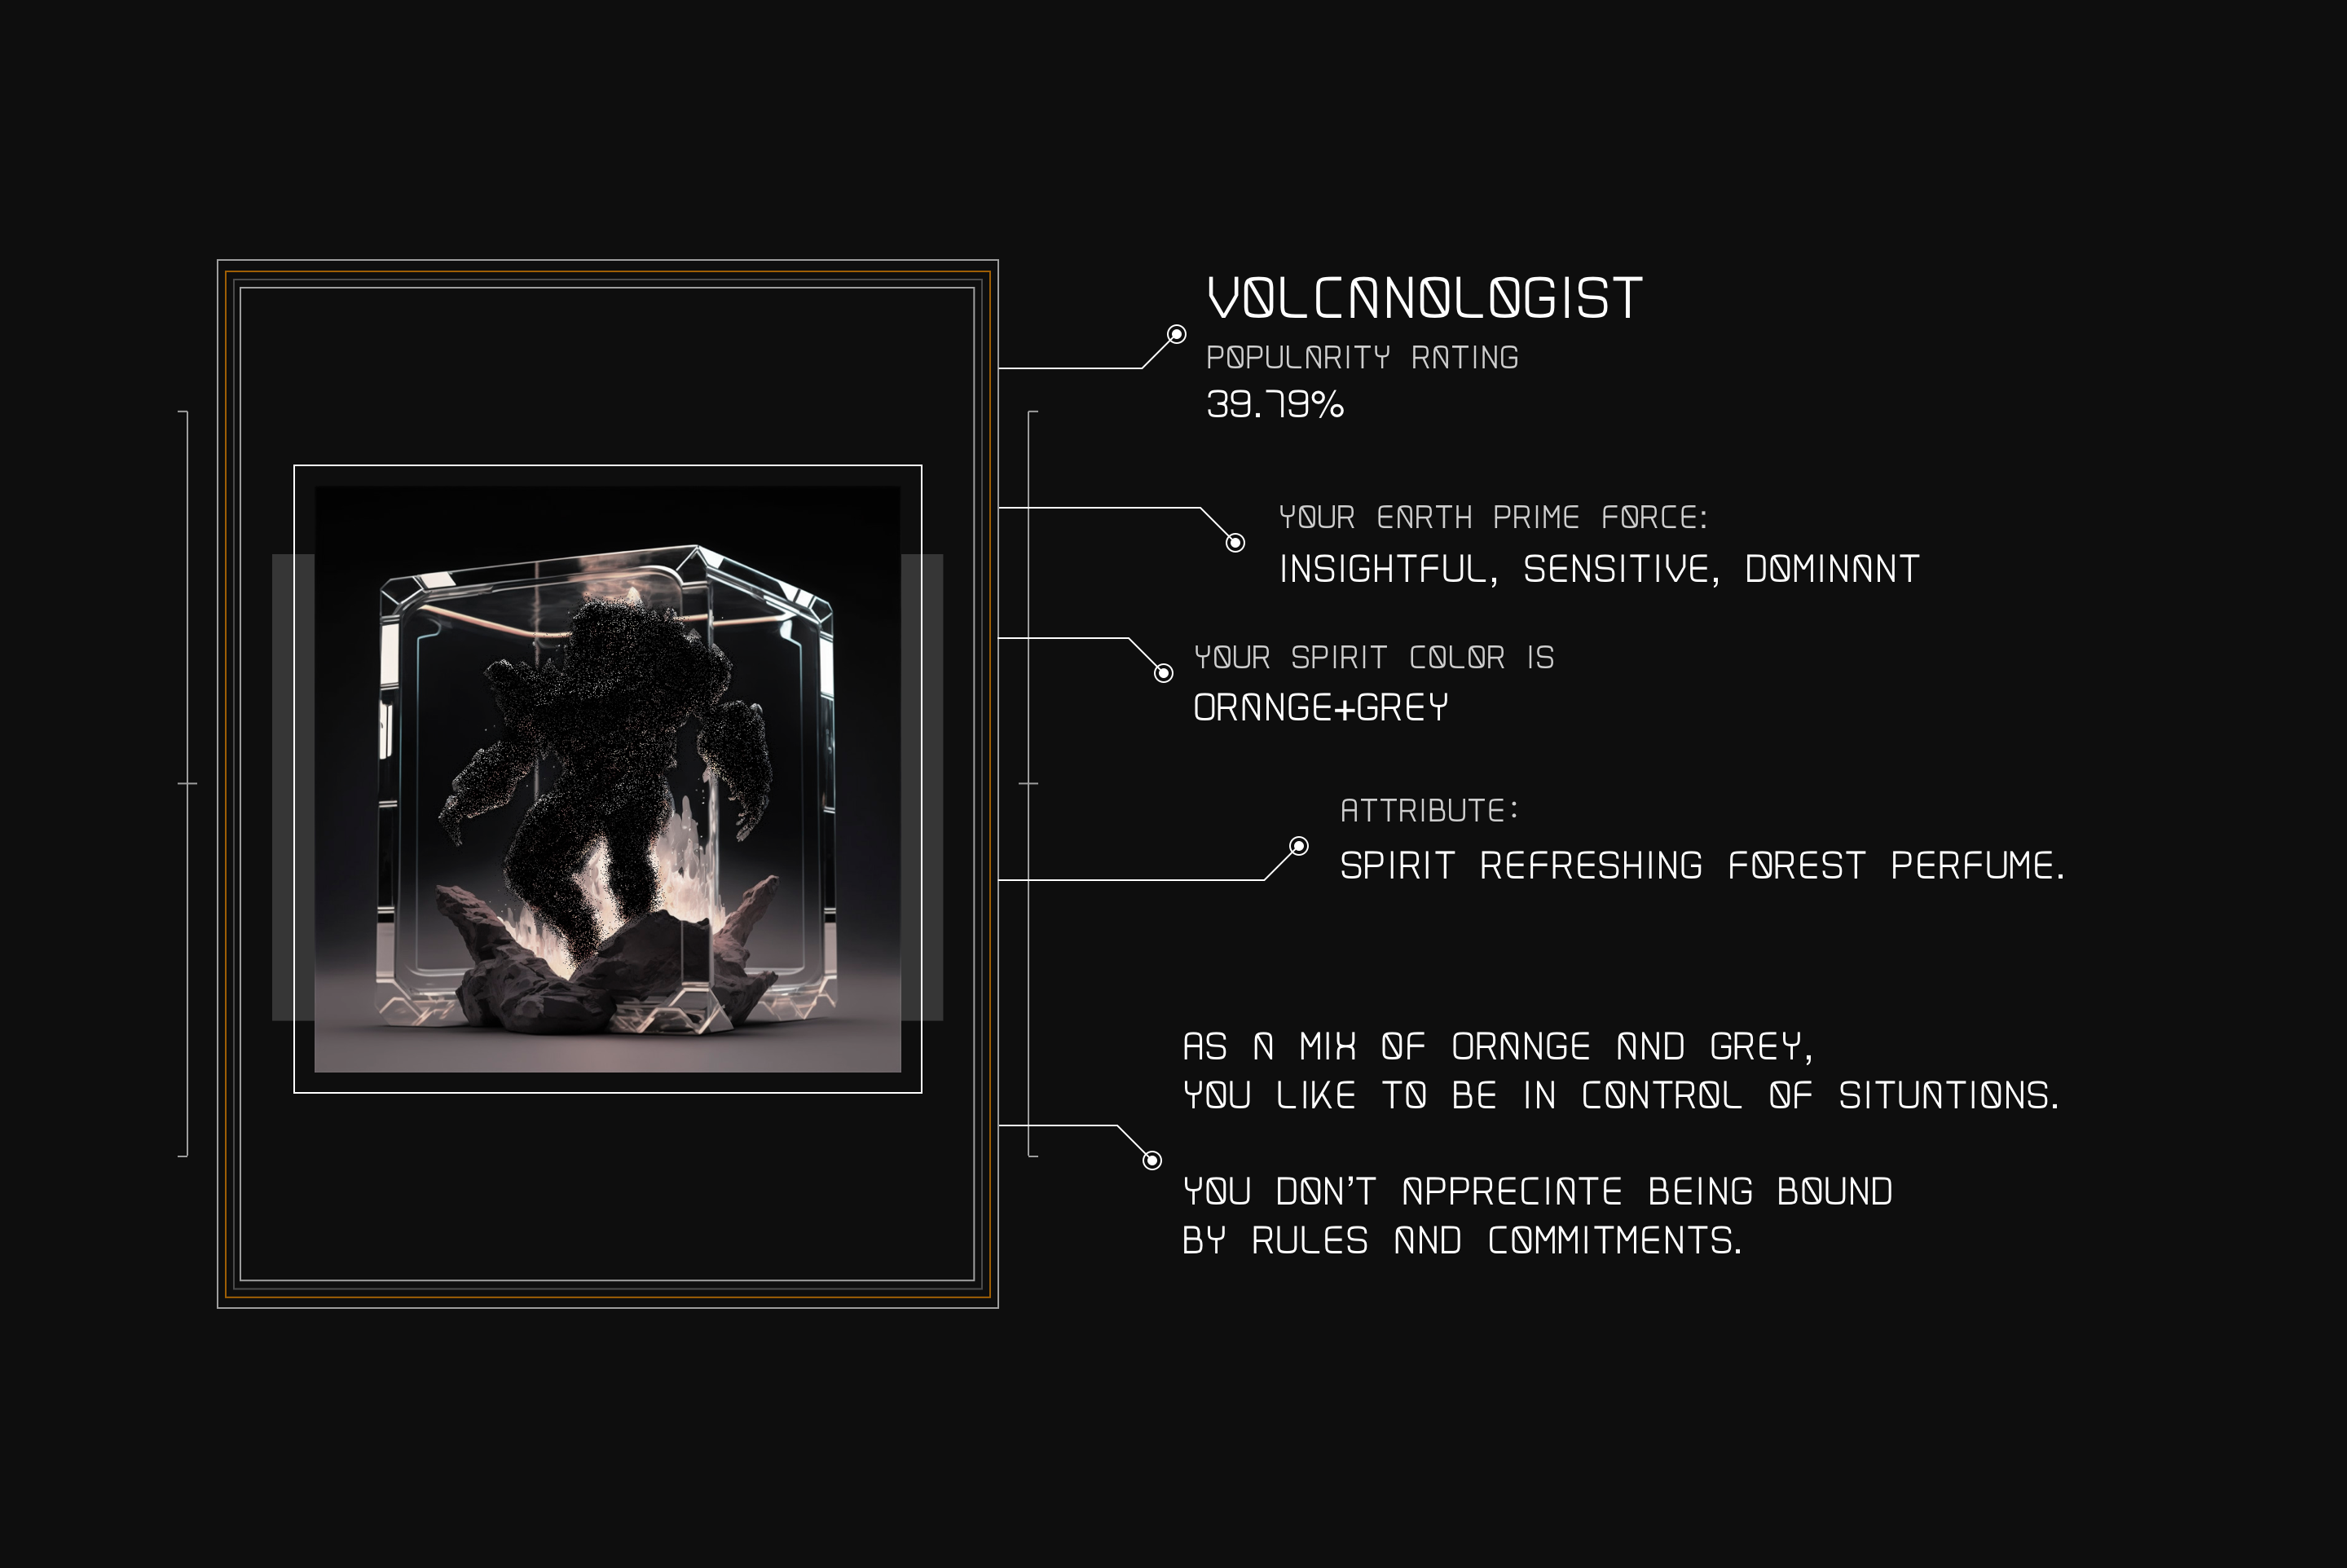 VOLCANOLOGIST
POPULARITY RATING
39.79%
YOUR EARTH PRIME FORCE:
INSIGHTFUL, SENSITIVE, DOMINANT
YOUR SPIRIT COLOR IS
ORANGE+GREY
ATTRIBUTE:
SPIRIT REFRESHING FOREST PERFUME.
AS A MIX OF ORANGE AND GREY,
YOU LIKE TO BE IN CONTROL OF SITUATIONS.
YOU DON'T APPRECIATE BEING BOUND
BY RULES AND COMMITMENTS.